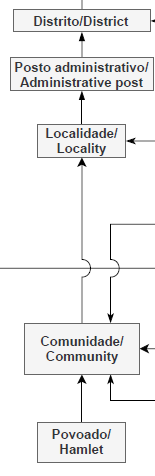 Distrito/District
Posto administrativo/
Administrative post
Localidade/
Locality
Comunidade/
Community
Povoado/
Hamlet